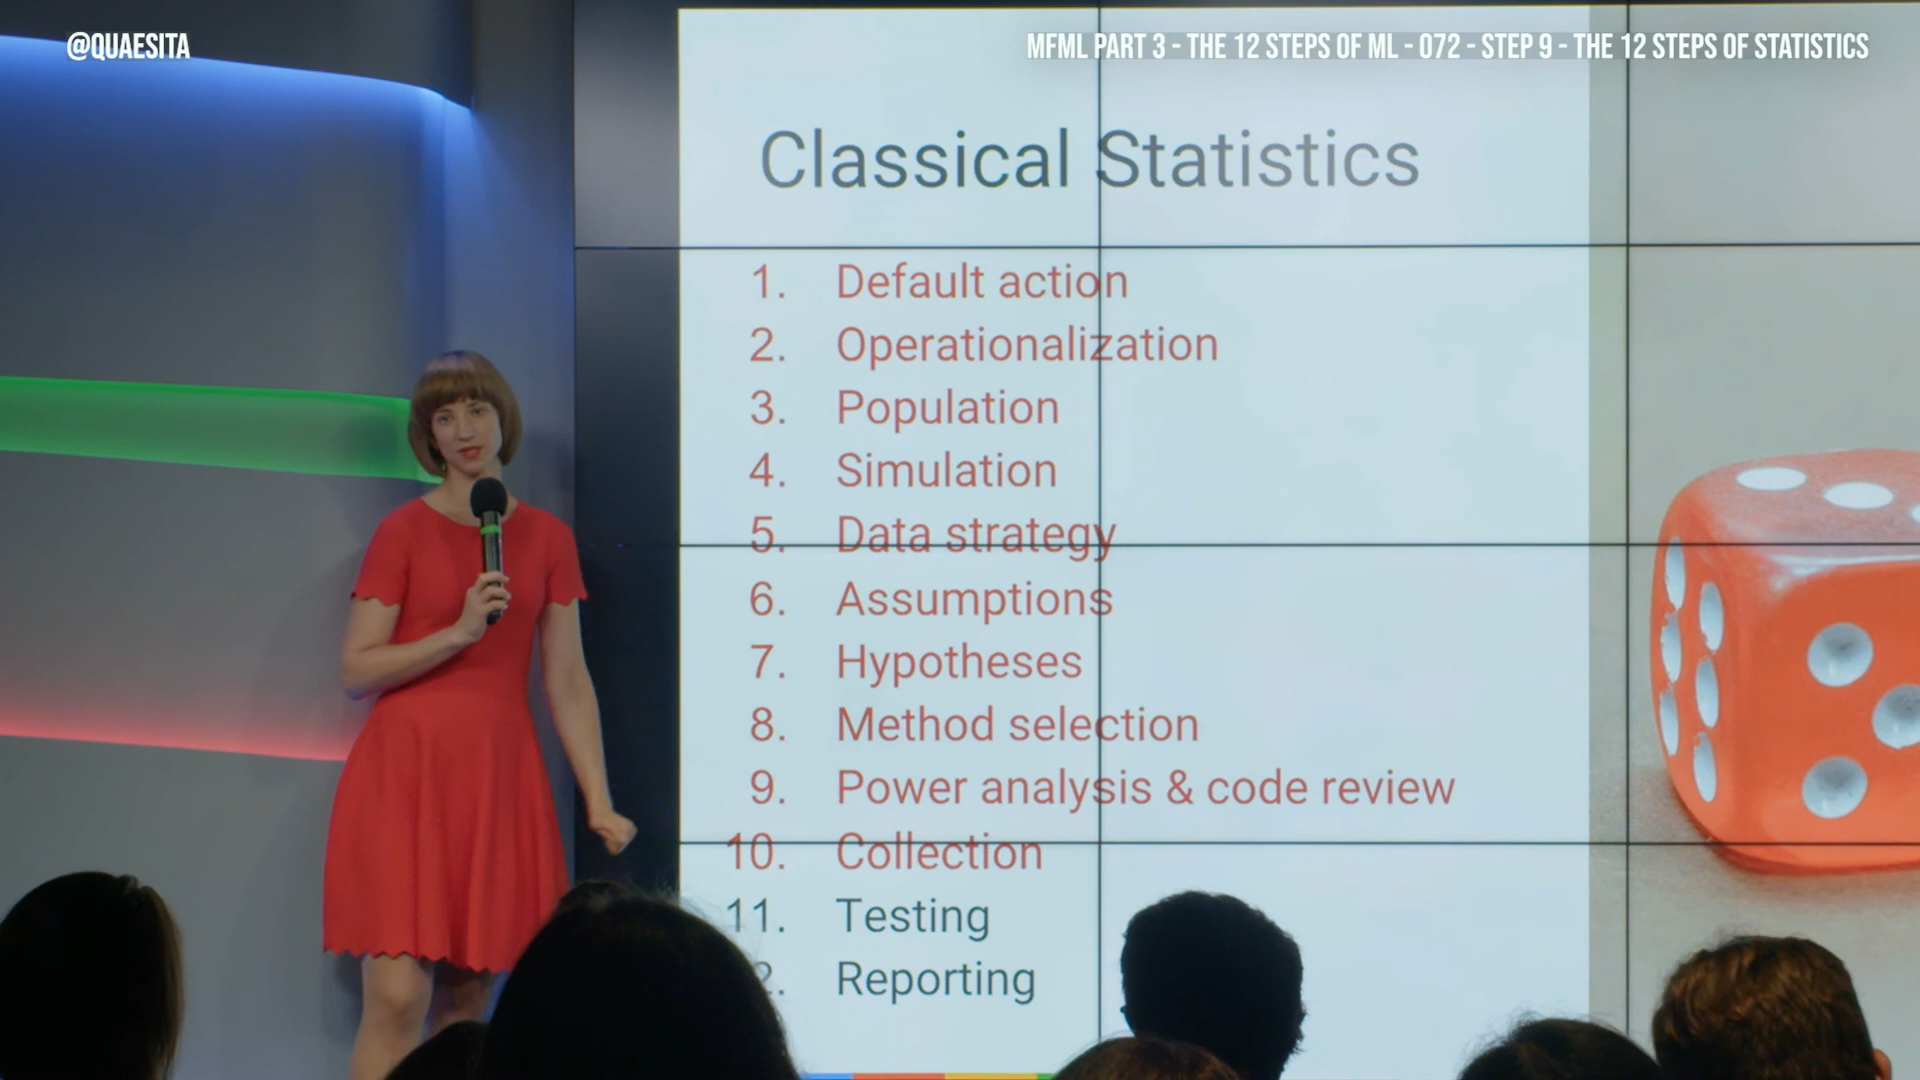 @QUAESITA
MFML PART 3 - THE 12 STEPS OF ML - 072 - STEP 9 - THE 12 STEPS OF STATISTICS
Classical Statistics
1. Default action
2. Operationalization
3. Population
4. Simulation
5. Data strategy
6. Assumptions
7. Hypotheses
8. Method selection
9. Power analysis & code review
10. Collection
11. Testing
2. Reporting